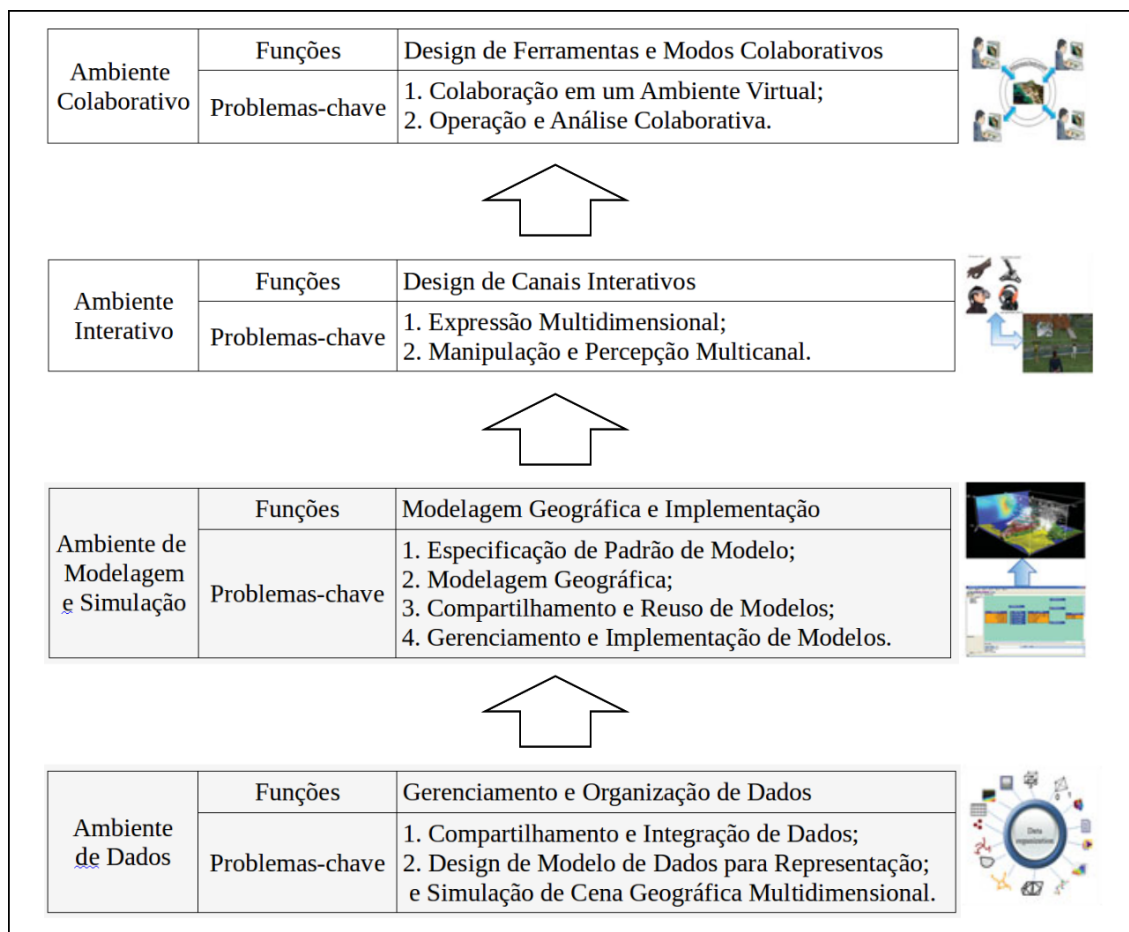 Ambiente
Colaborativo
Funções
Design de Ferramentas e Modos Colaborativos
Problemas-chave
1. Colaboração em um Ambiente Virtual;
2. Operação e Análise Colaborativa.
Ambiente
Interativo
Funções
Design de Canais Interativos
Problemas-chave
1. Expressão Multidimensional;
2. Manipulação e Percepção Multicanal.
Ambiente de
Modelagem
e Simulação
Funções
Modelagem Geográfica e Implementação
Problemas-chave
1. Especificação de Padrão de Modelo;
2. Modelagem Geográfica;
3. Compartilhamento e Reuso de Modelos;
4. Gerenciamento e Implementação de Modelos.
Ambiente
de Dados
Funções
Gerenciamento e Organização de Dados
Problemas-chave
1. Compartilhamento e Integração de Dados;
2. Design de Modelo de Dados para Representação;
e Simulação de Cena Geográfica Multidimensional.
Data
organization